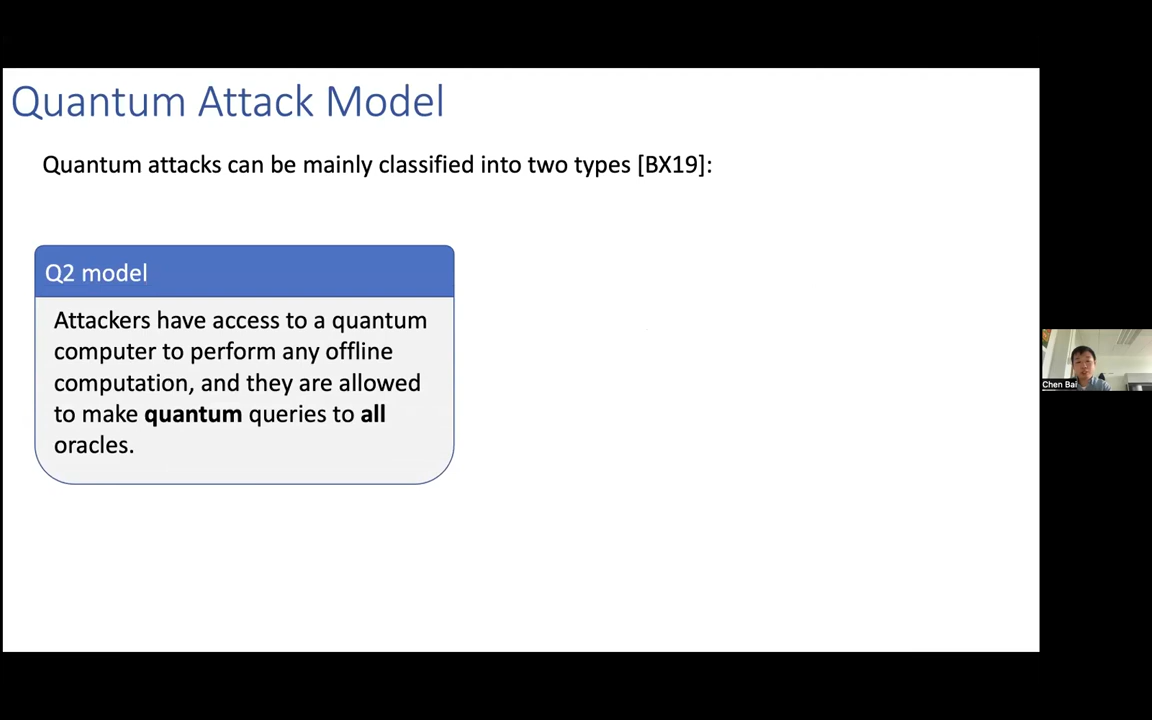 Quantum Attack Model
Quantum attacks can be mainly classified into two types [BX19]:
Q2 model
Attackers have access to a quantum
computer to perform any offline
computation, and they are allowed
to make quantum queries to all
oracles.
Chen Bai